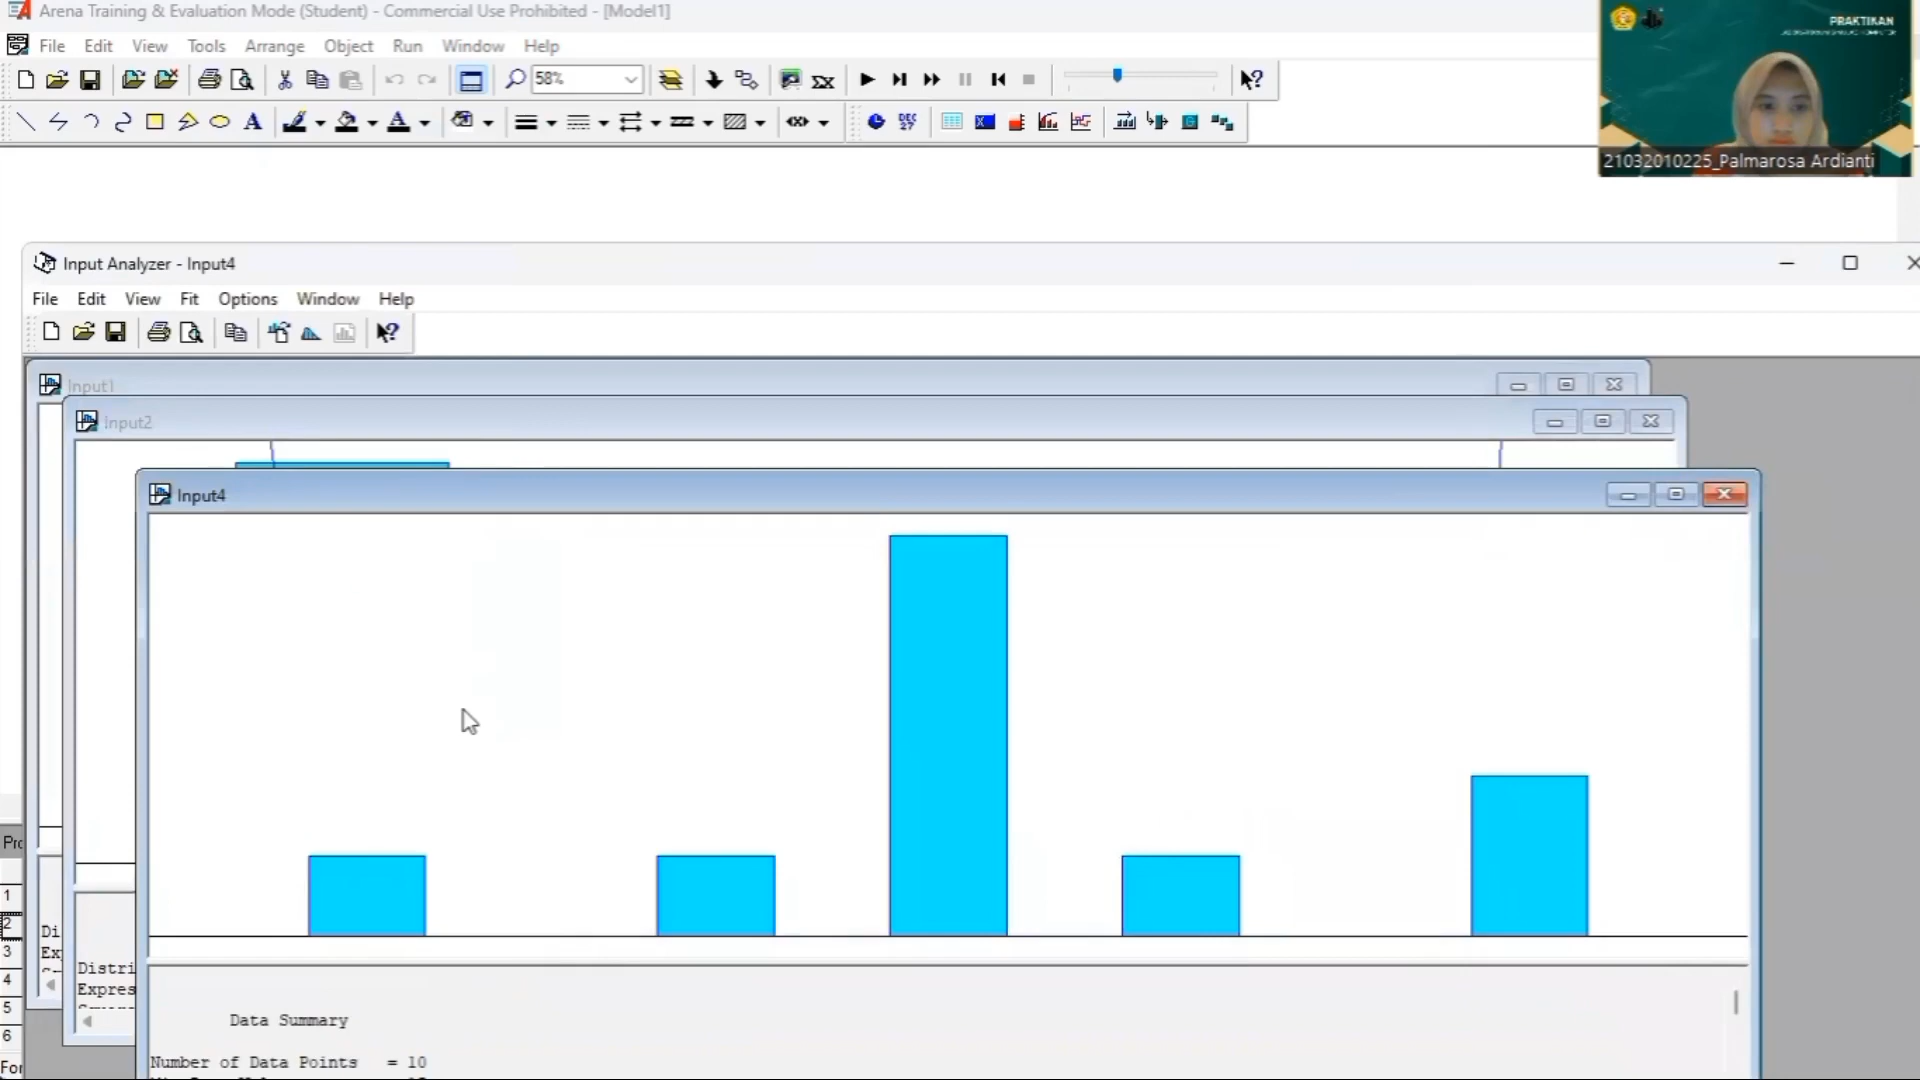 Arena Training & Evaluation Mode (Student) - Commercial Use Prohibited - [Model1]
PRAKTIKAN
File Edit View Tools Arrange Object Run Window Help
58%
DEC
27
21032010225_Palmarosa Ardianti
Input Analyzer - Input4
File Edit View Fit Options Window Help
Input1
Input2
Input4
Pro
1
2
Di
3
Ex
Distri
4
Expres
5
Data Summary
6
Number of Data Points = 10
For